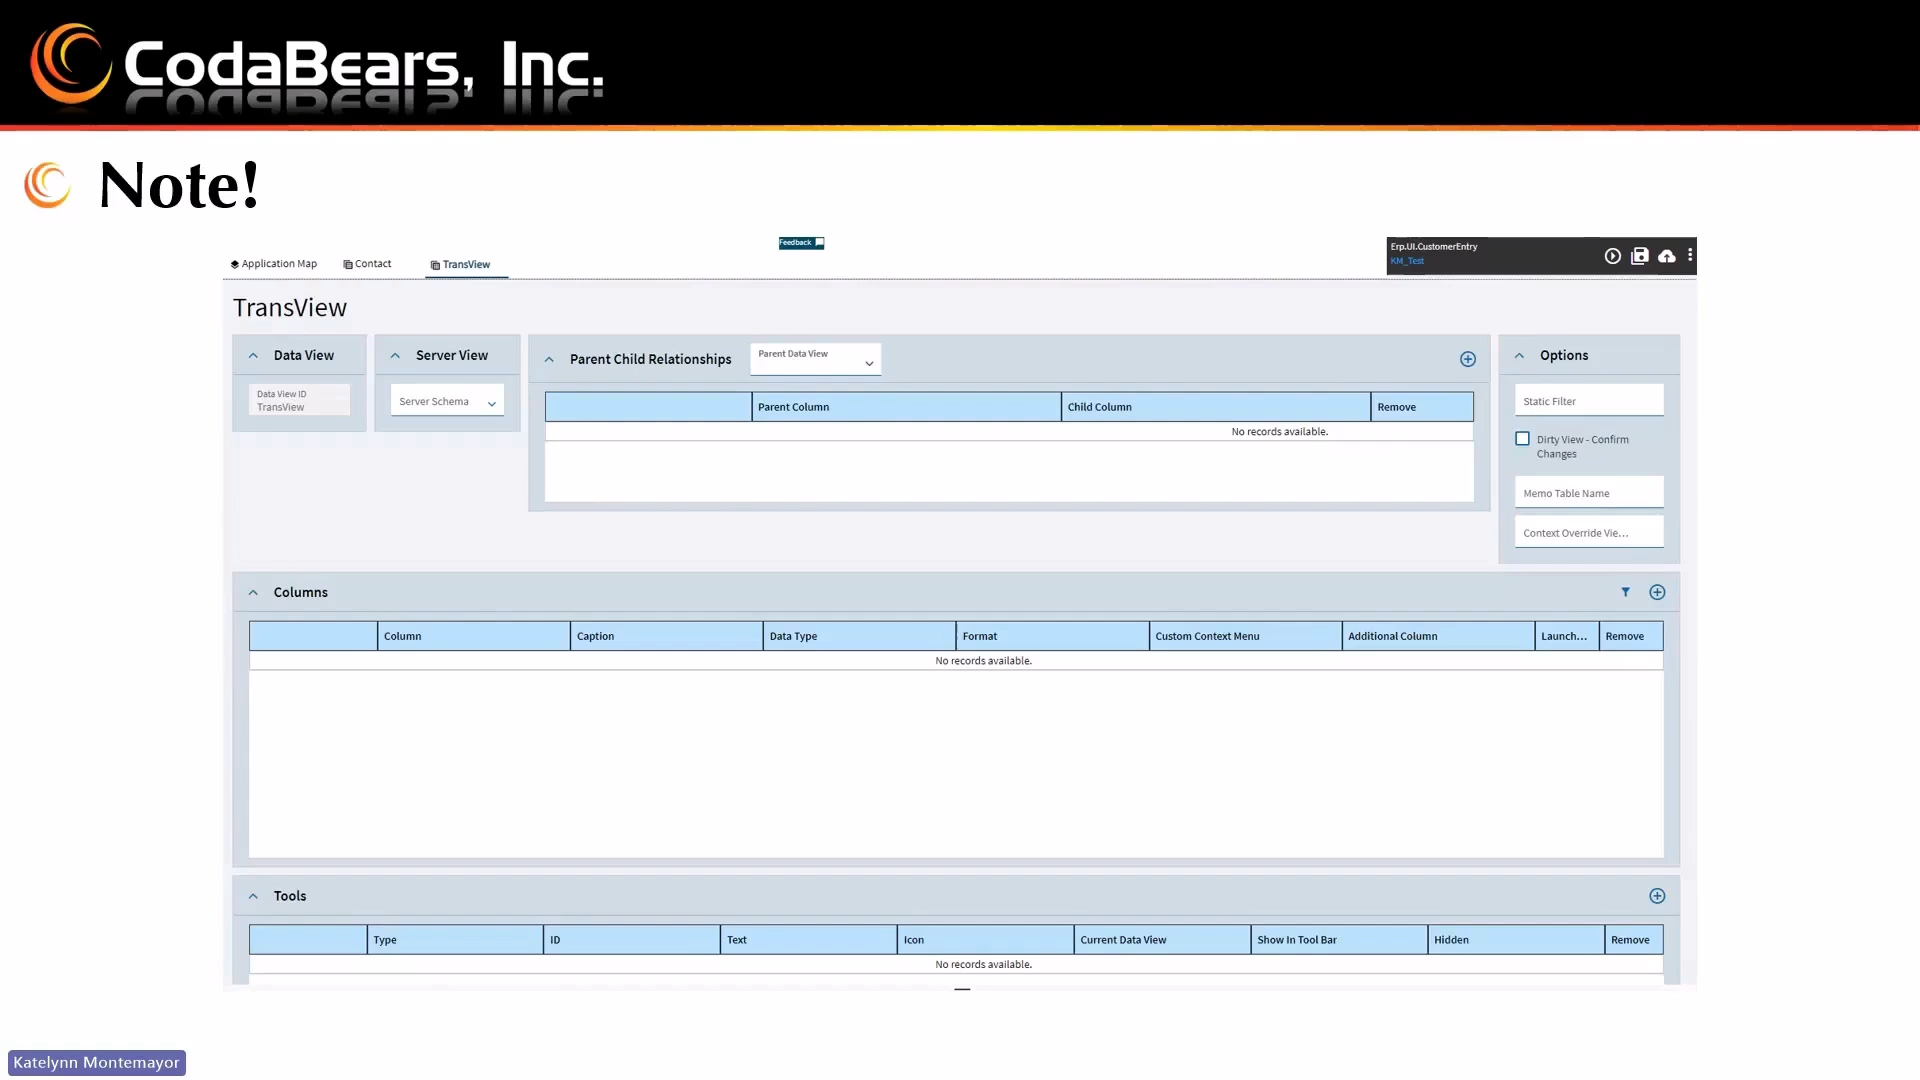 CodaBears, Inc.
Note!
Feedback
Erp.UI.CustomerEntry
KM_Test
Application Map
Contact
TransView
TransView
Data View
Data View ID
TransView
Server View
Server Schema
Parent Child Relationships
Parent Data View
Parent Column
Child Column
Remove
No records available.
Options
Static Filter
Dirty View - Confirm
Changes
Memo Table Name
Context Override Vie...
Columns
Column
Caption
Data Type
Format
Custom Context Menu
Additional Column
Launch...
Remove
No records available.
Tools
Type
ID
Text
Icon
Current Data View
Show In Tool Bar
Hidden
Remove
No records available.
Katelynn Montemayor